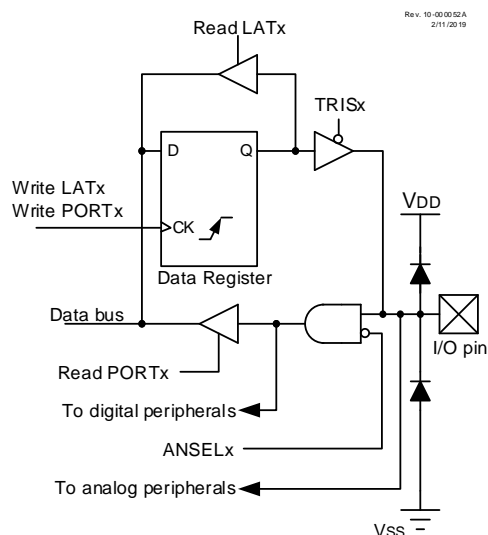 Rev. 10-000052A
2/11/2019
Read LATx
TRISx
D
Q
Write LATx
Write PORTx
CK
VDD
Data Register
Data bus
I/O pin
Read PORTx
To digital peripherals
ANSELx
To analog peripherals
VSS